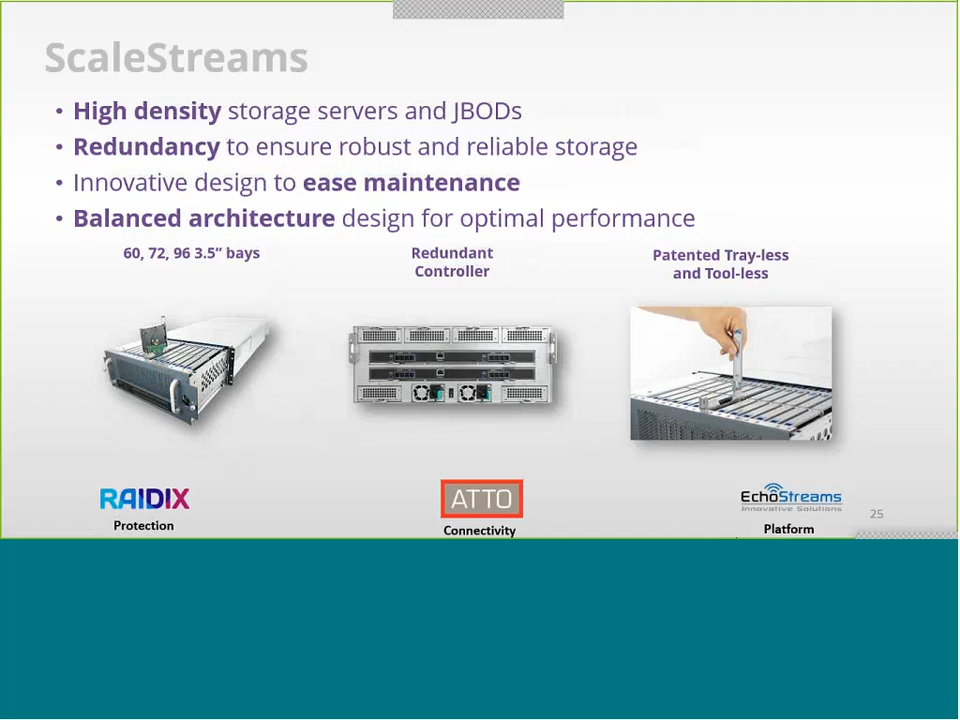 ScaleStreams
• High density storage servers and JBODs
• Redundancy to ensure robust and reliable storage
• Innovative design to ease maintenance
• Balanced architecture design for optimal performance
60, 72, 96 3.5” bays
Redundant
Controller
Patented Tray-less
and Tool-less
RAIDIX
Protection
ATTO
Connectivity
EchoStreams
Innovative Solutions
Platform
25